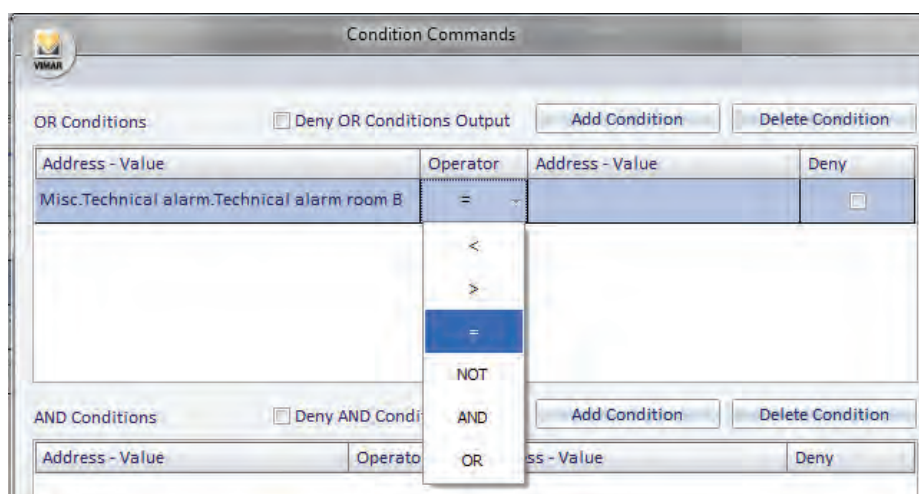 Condition Commands
VIMAR
OR Conditions Deny OR Conditions Output Add Condition Delete Condition
Address - Value Operator Address - Value Deny
Misc.Technical alarm.Technical alarm room B =
<
>
=
NOT
AND Conditions Deny AND Condi AND Add Condition Delete Condition
Address - Value Operato OR ss - Value Deny